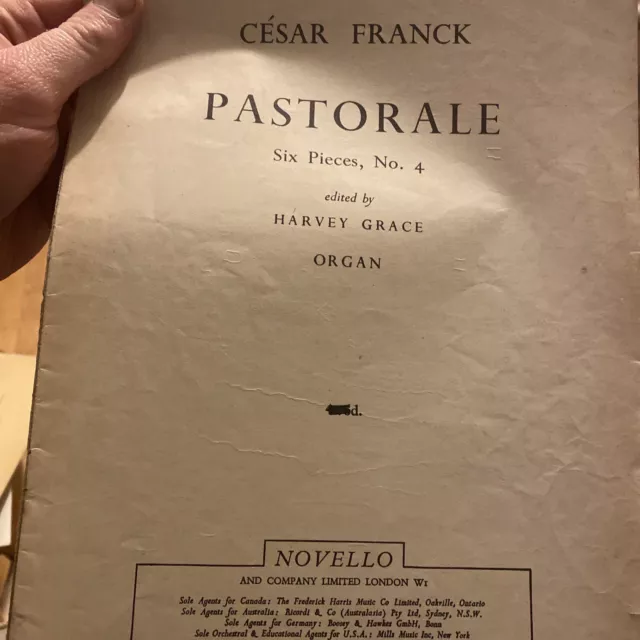 CÉSAR FRANCK
PASTORALE
Six Pieces, No. 4
edited by
HARVEY GRACE
ORGAN
d.
NOVELLO
AND COMPANY LIMITED LONDON W1
Sole Agents for Canada: The Frederick Harris Music Co Limited, Oakville, Ontario
Sole Agents for Australia: Ricordi & Co (Australasia) Pty Ltd, Sydney, N.S.W.
Sole Agents for Germany: Boosey & Hawkes GmbH, Bonn
Sole Orchestral & Educational Agents for U.S.A.: Mills Music Inc, New York